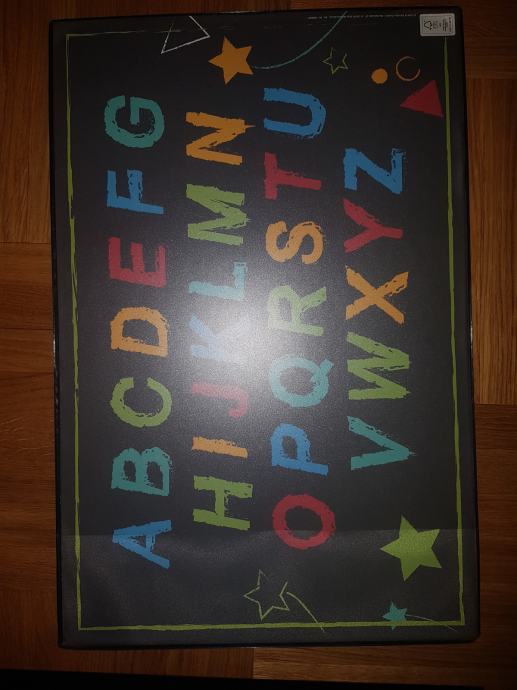 ABCDEFG
HIJKLMN
OPQRSTU
VWXYZ